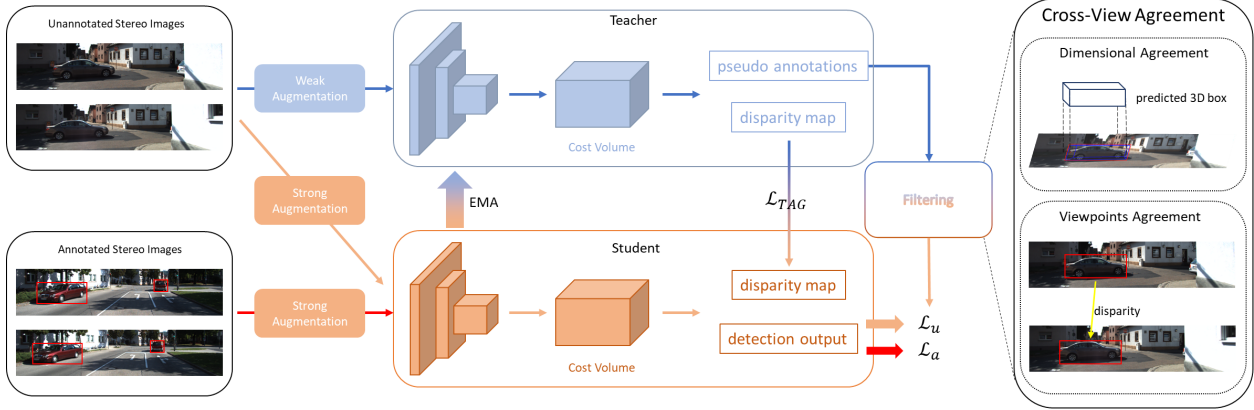 Unannotated Stereo Images
Weak
Augmentation
Strong
Augmentation
Annotated Stereo Images
Strong
Augmentation
Teacher
Cost Volume
pseudo annotations
disparity map
EMA
ℒ_TAG
Filtering
Student
Cost Volume
disparity map
detection output
ℒ_u
ℒ_a
Cross-View Agreement
Dimensional Agreement
predicted 3D box
Viewpoints Agreement
disparity